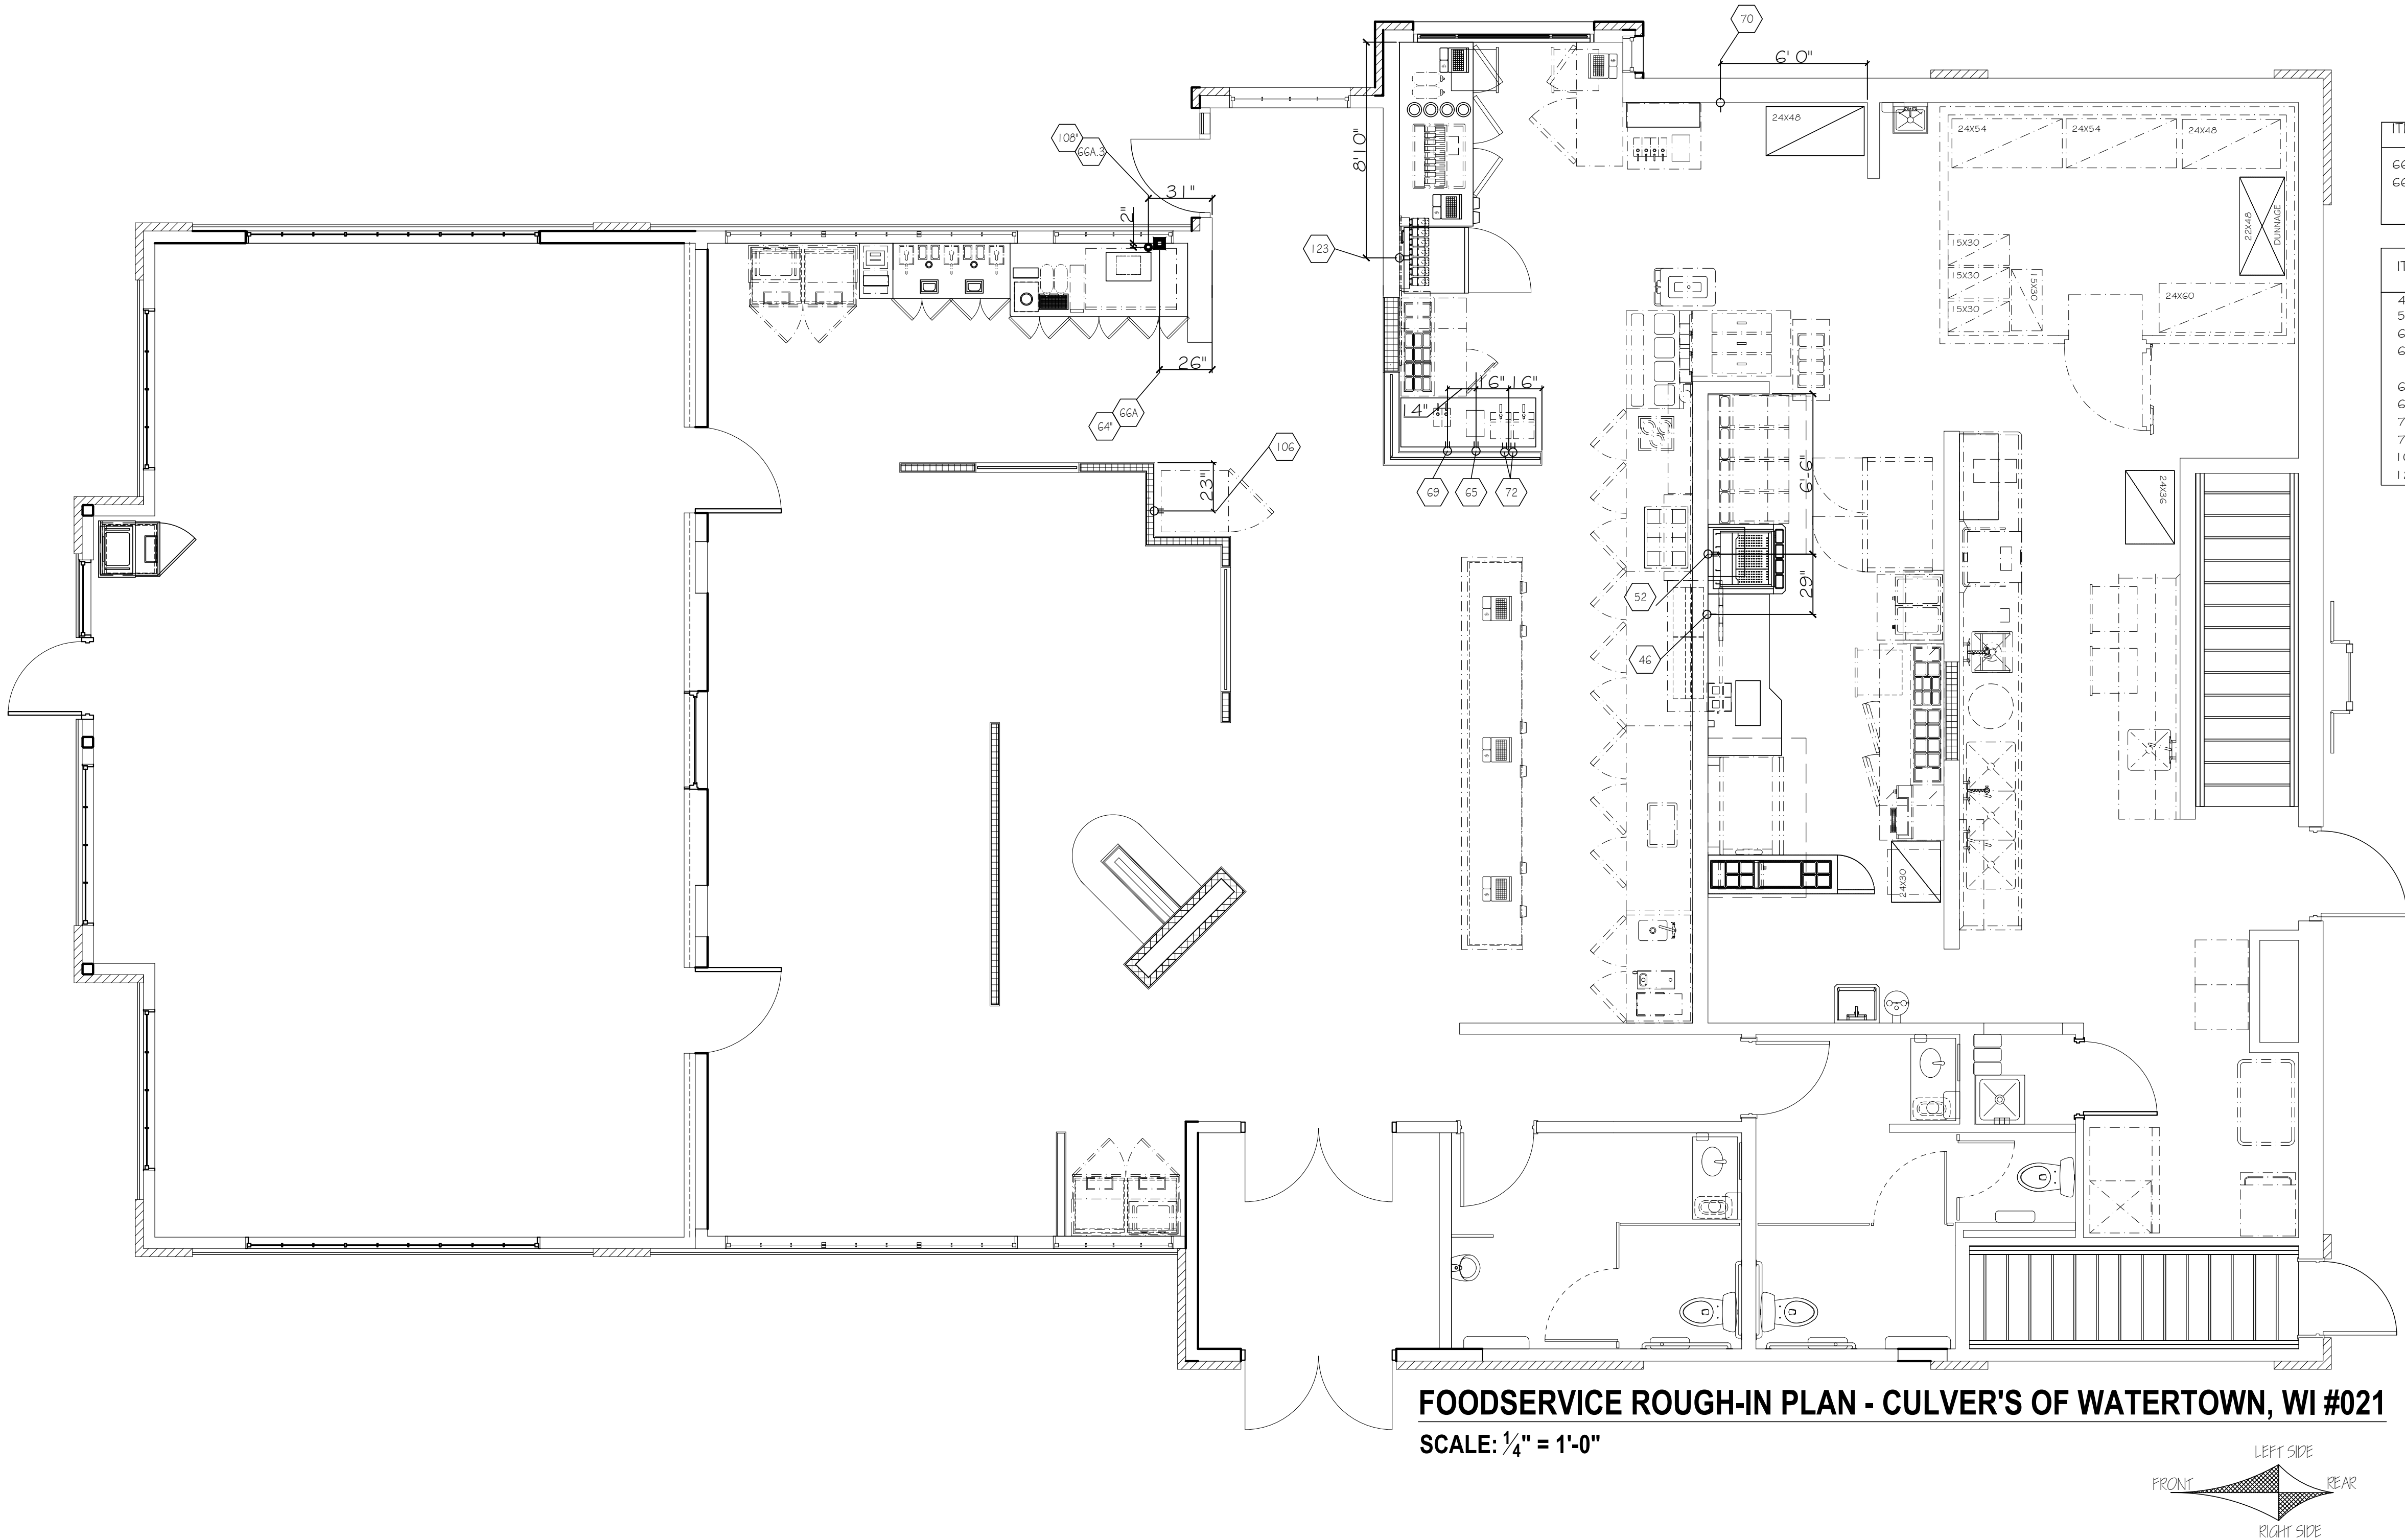 70
6'0"
24X48
108"
66A.3
31"
2"
8'10"
123
24X54
24X54
24X48
22X48
DUNNAGE
15X30
15X30
15X30
15X30
24X60
26"
66A
64"
16"
16"
14"
106
23"
69
65
72
6'-6"
24X36
52
29"
46
24X30
FOODSERVICE ROUGH-IN PLAN - CULVER'S OF WATERTOWN, WI #021
SCALE: 1/4" = 1'-0"
LEFT SIDE
FRONT
REAR
RIGHT SIDE